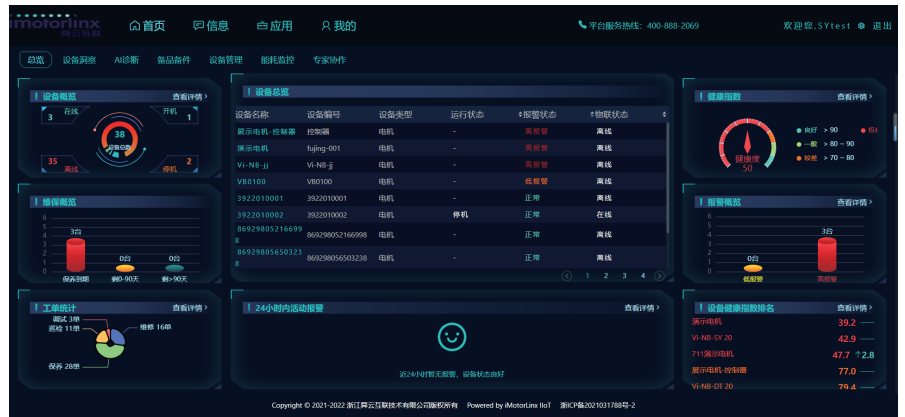 imotorlinx
舜云互联
首页 信息 应用 我的 平台服务热线: 400-888-2069 欢迎您,SYtest 退出
总览 设备洞察 AI诊断 备品备件 设备管理 能耗监控 专家协作
设备概览 查看详情 >
3 在线 开机 1
38
设备总数
35 离线 2 停机
设备总览
设备名称 设备编号 设备类型 运行状态 报警状态 物联状态
展示电机-控制器 控制器 电机 - 高报警 离线
演示电机 fujing-001 电机 - 高报警 离线
Vi-NB-jj Vi-NB-jj 电机 - 高报警 离线
VB0100 VB0100 电机 - 低报警 离线
3922010001 3922010001 电机 - 正常 离线
3922010002 3922010002 电机 停机 正常 在线
869298052166998 869298052166998 电机 - 正常 离线
869298056503238 869298056503238 电机 - 正常 离线
1 2 3 4
健康指数 查看详情 >
健康度
50
良好 > 90
一般 > 80 ~ 90
较差 > 70 ~ 80
维保概览
6
5
4
3
2
1
0
3台 0台 0台
保养到期 剩0-90天 剩>90天
报警概览 查看详情 >
6
5
4
3
2
1
0
0台 3台
低报警 高报警
工单统计 查看详情 >
调试 3单
巡检 11单
维修 16单
保养 28单
24小时内活动报警 查看详情 >
近24小时暂无报警，设备状态良好
设备健康指数排名 查看详情 >
演示电机 39.2 —
Vi-NB-SY 20 42.9 —
711演示电机 47.7 ↑2.8
展示电机-控制器 77.0 —
Vi-NB-DT 20 79.4 —
Copyright © 2021-2022 浙江舜云互联技术有限公司版权所有 Powered by iMotorLinx IIoT 浙ICP备2021031788号-2